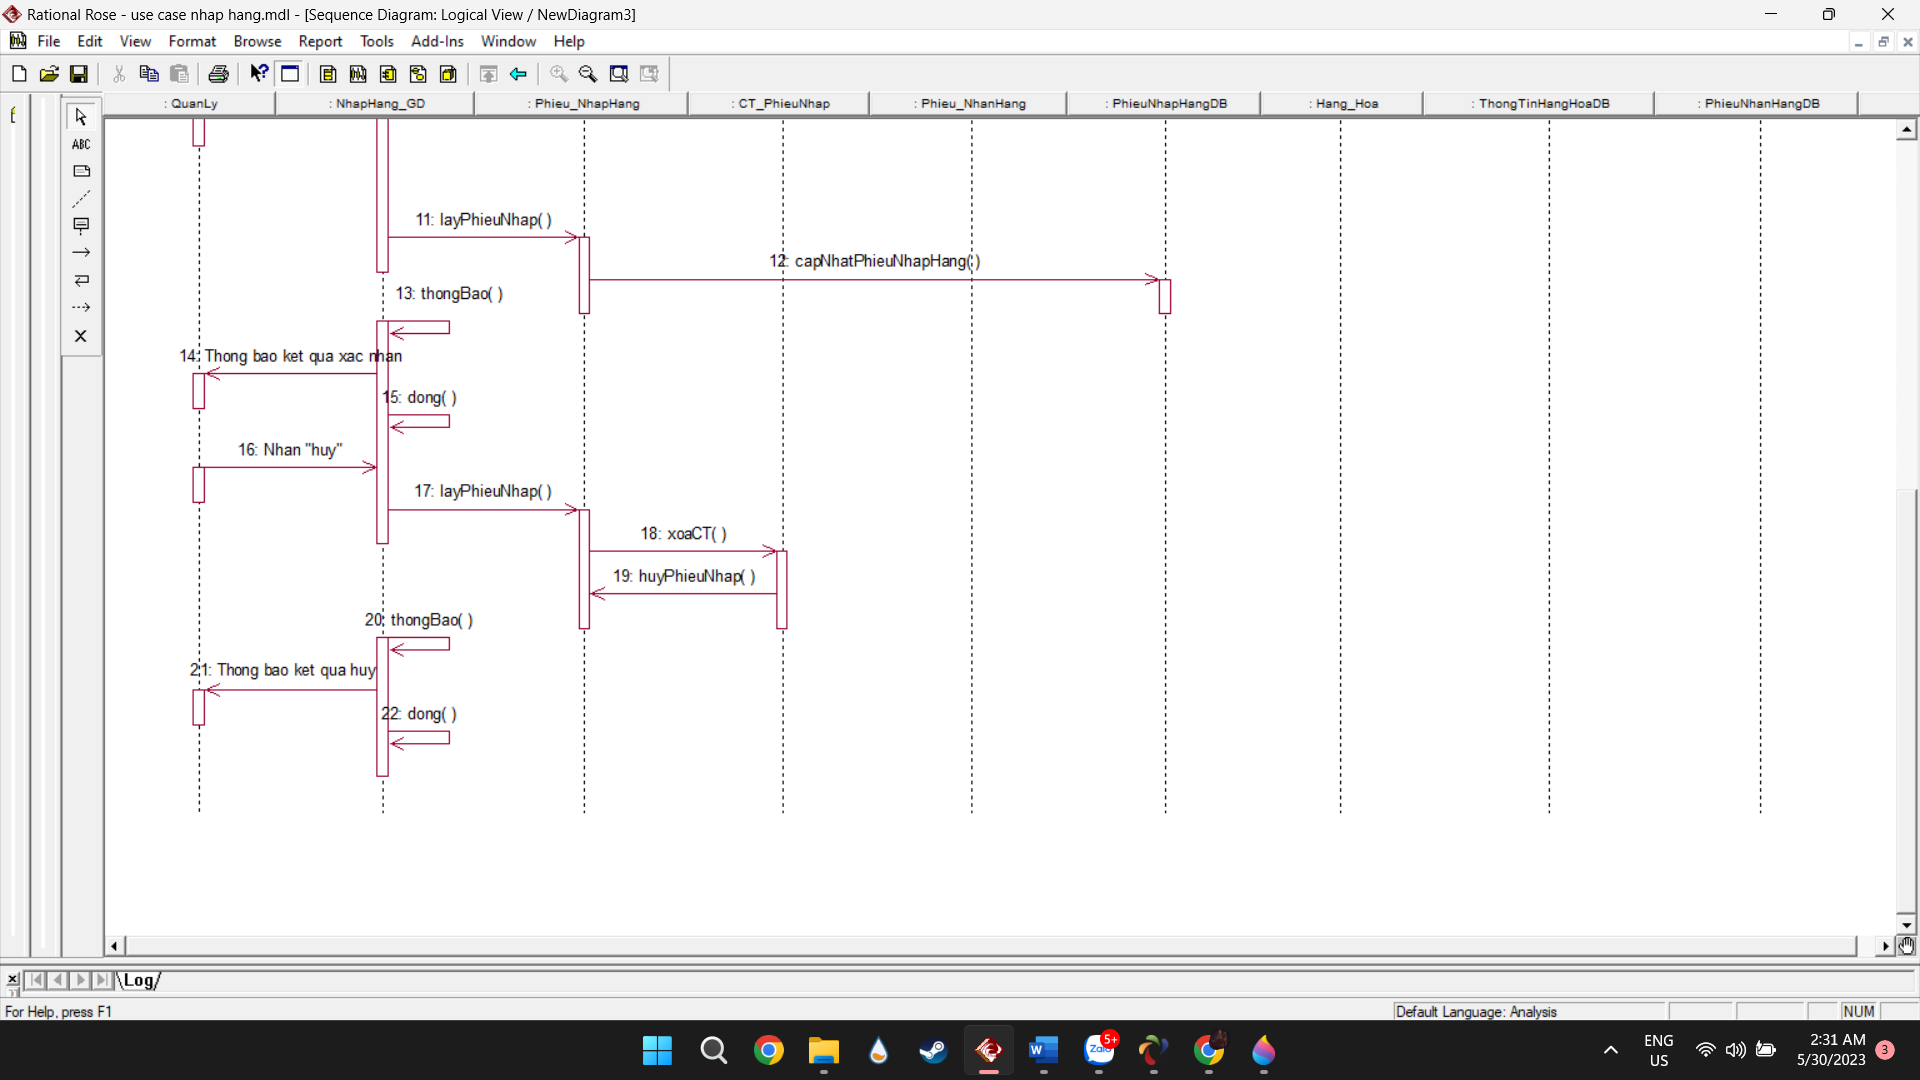 Rational Rose - use case nhap hang.mdl - [Sequence Diagram: Logical View / NewDiagram3]
File Edit View Format Browse Report Tools Add-Ins Window Help
: QuanLy : NhapHang_GD : Phieu_NhapHang : CT_PhieuNhap : Phieu_NhanHang : PhieuNhapHangDB : Hang_Hoa : ThongTinHangHoaDB : PhieuNhanHangDB
ABC
11: layPhieuNhap( )
12: capNhatPhieuNhapHang( )
13: thongBao( )
14: Thong bao ket qua xac nhan
15: dong( )
16: Nhan "huy"
17: layPhieuNhap( )
18: xoaCT( )
19: huyPhieuNhap( )
20: thongBao( )
21: Thong bao ket qua huy
22: dong( )
\Log/
For Help, press F1
Default Language: Analysis
NUM
Zalo
5+
ENG
US
2:31 AM
5/30/2023
3